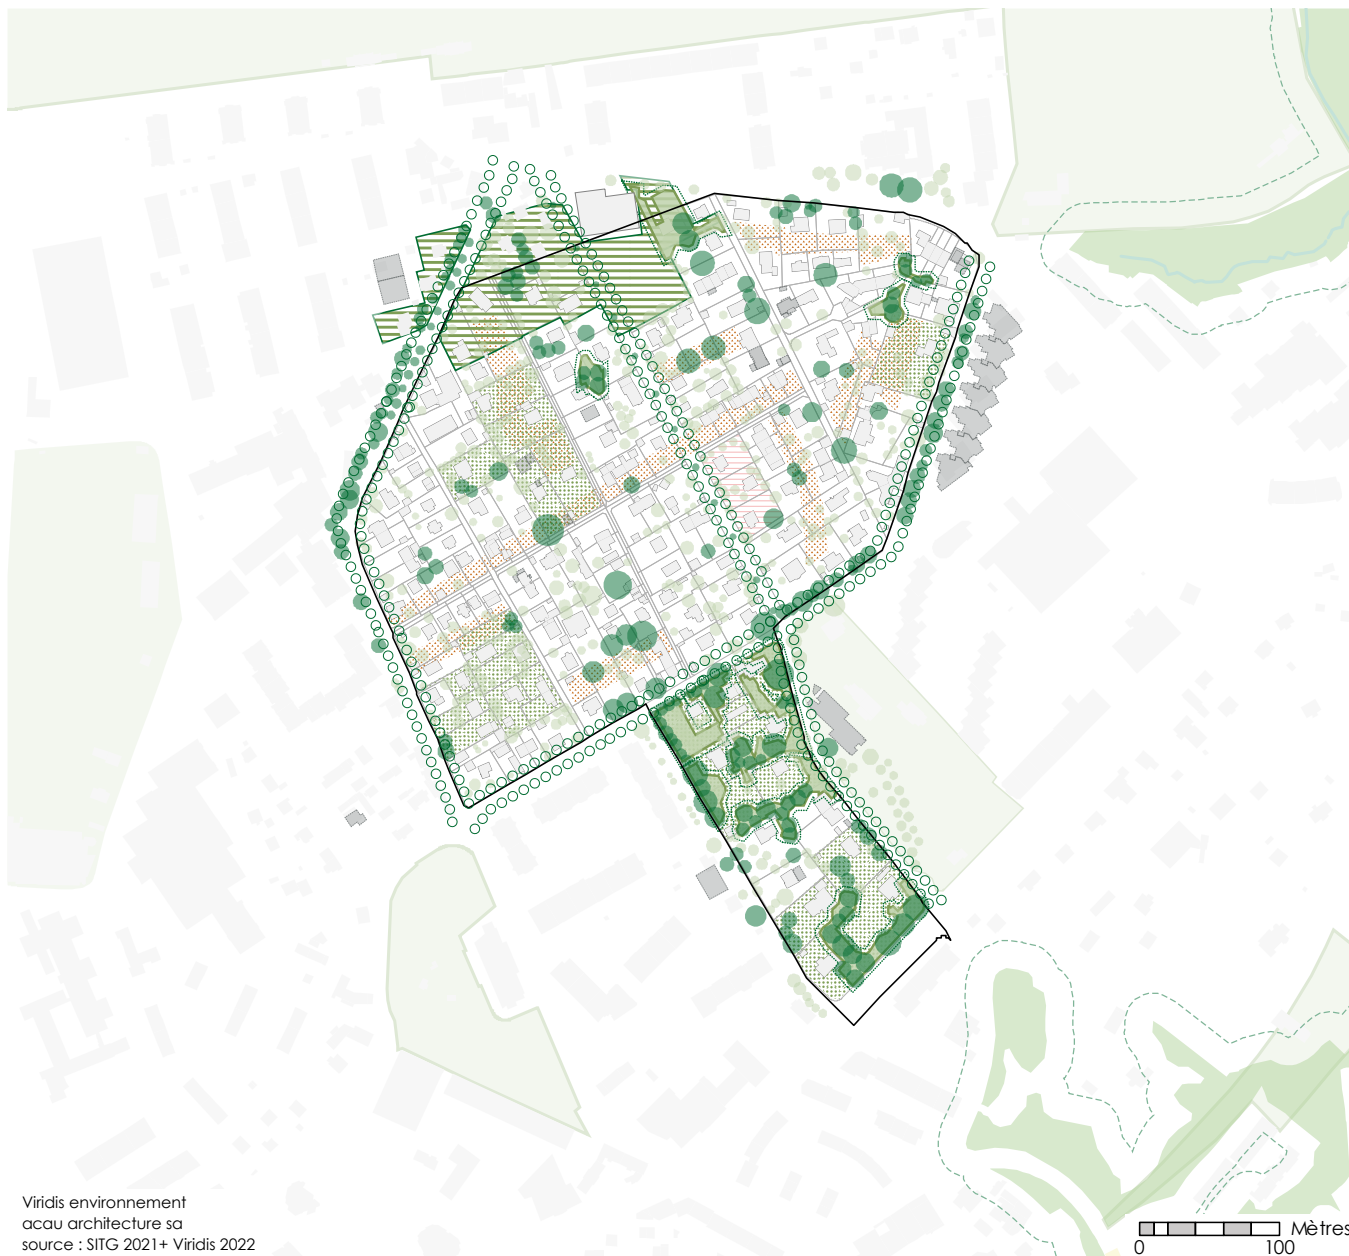 Viridis environnement
acau architecture sa
source : SITG 2021+ Viridis 2022
Mètres
0 100